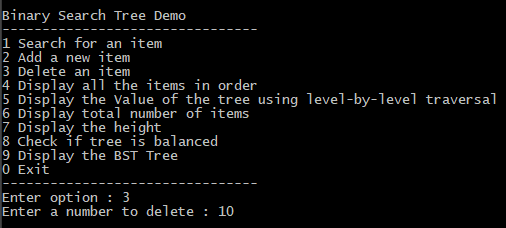 Binary Search Tree Demo
--------------------------------
1 Search for an item
2 Add a new item
3 Delete an item
4 Display all the items in order
5 Display the Value of the tree using level-by-level traversal
6 Display total number of items
7 Display the height
8 Check if tree is balanced
9 Display the BST Tree
0 Exit
--------------------------------
Enter option : 3
Enter a number to delete : 10